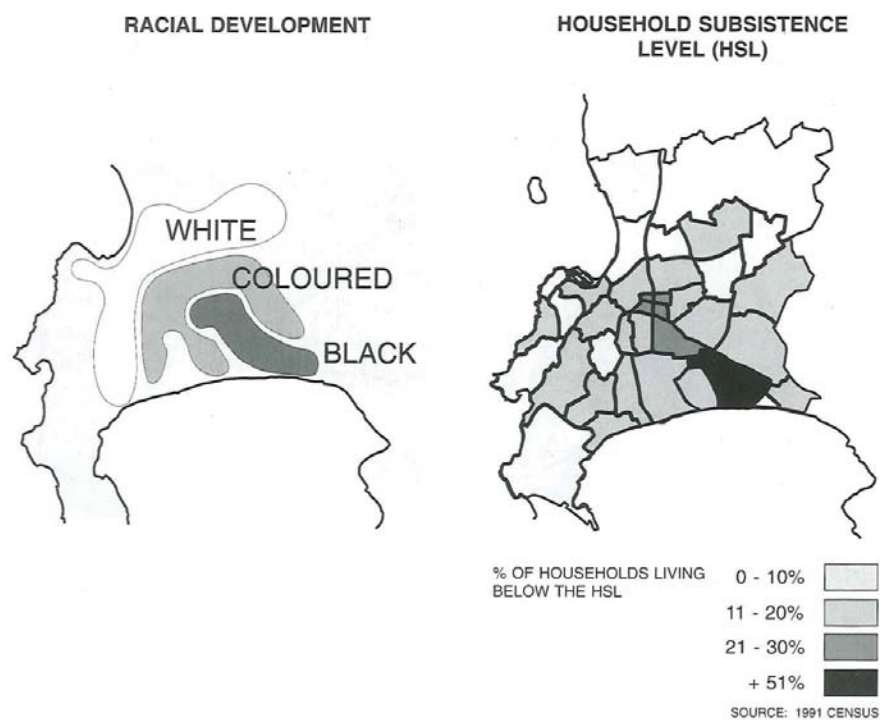 RACIAL DEVELOPMENT
WHITE
COLOURED
BLACK
HOUSEHOLD SUBSISTENCE
LEVEL (HSL)
% OF HOUSEHOLDS LIVING
BELOW THE HSL
0 - 10%
11 - 20%
21 - 30%
+ 51%
SOURCE: 1991 CENSUS